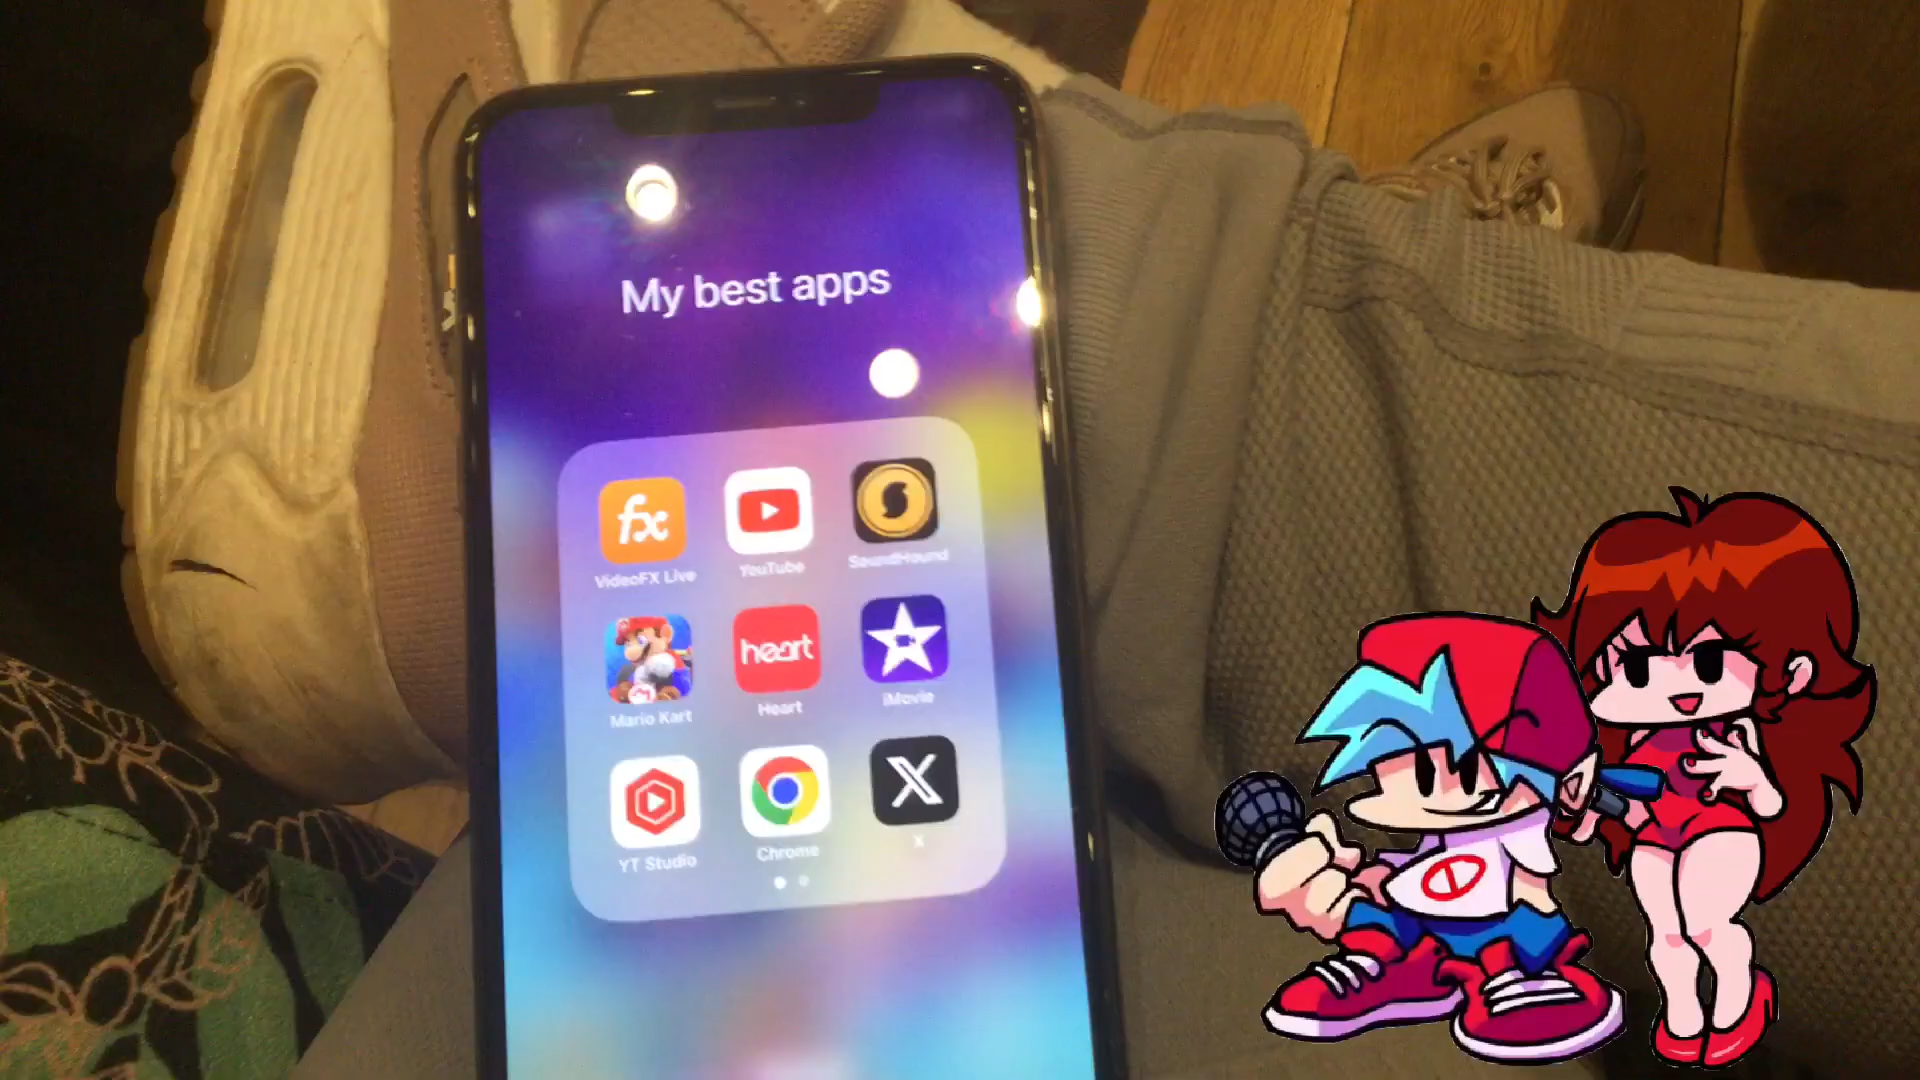 My best apps
fx
VideoFX Live
YouTube
SoundHound
Mario Kart
heart
Heart
iMovie
YT Studio
Chrome
X